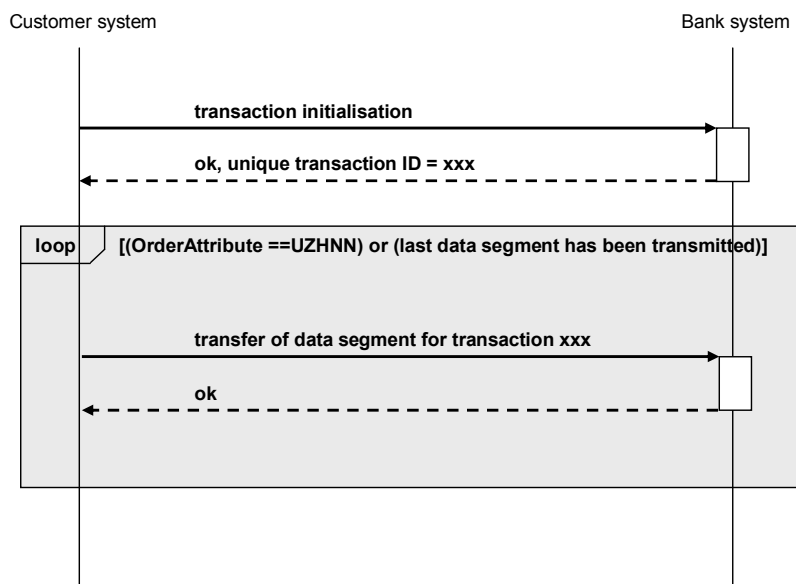 Customer system
Bank system
transaction initialisation
ok, unique transaction ID = xxx
loop
[(OrderAttribute ==UZHNN) or (last data segment has been transmitted)]
transfer of data segment for transaction xxx
ok